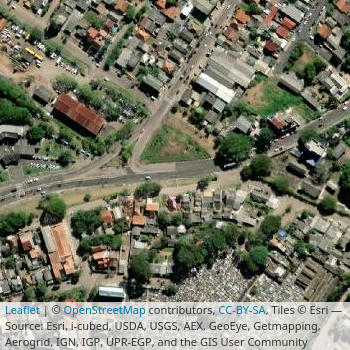 Leaflet | © OpenStreetMap contributors, CC-BY-SA, Tiles © Esri —
Source: Esri, i-cubed, USDA, USGS, AEX, GeoEye, Getmapping,
Aerogrid, IGN, IGP, UPR-EGP, and the GIS User Community